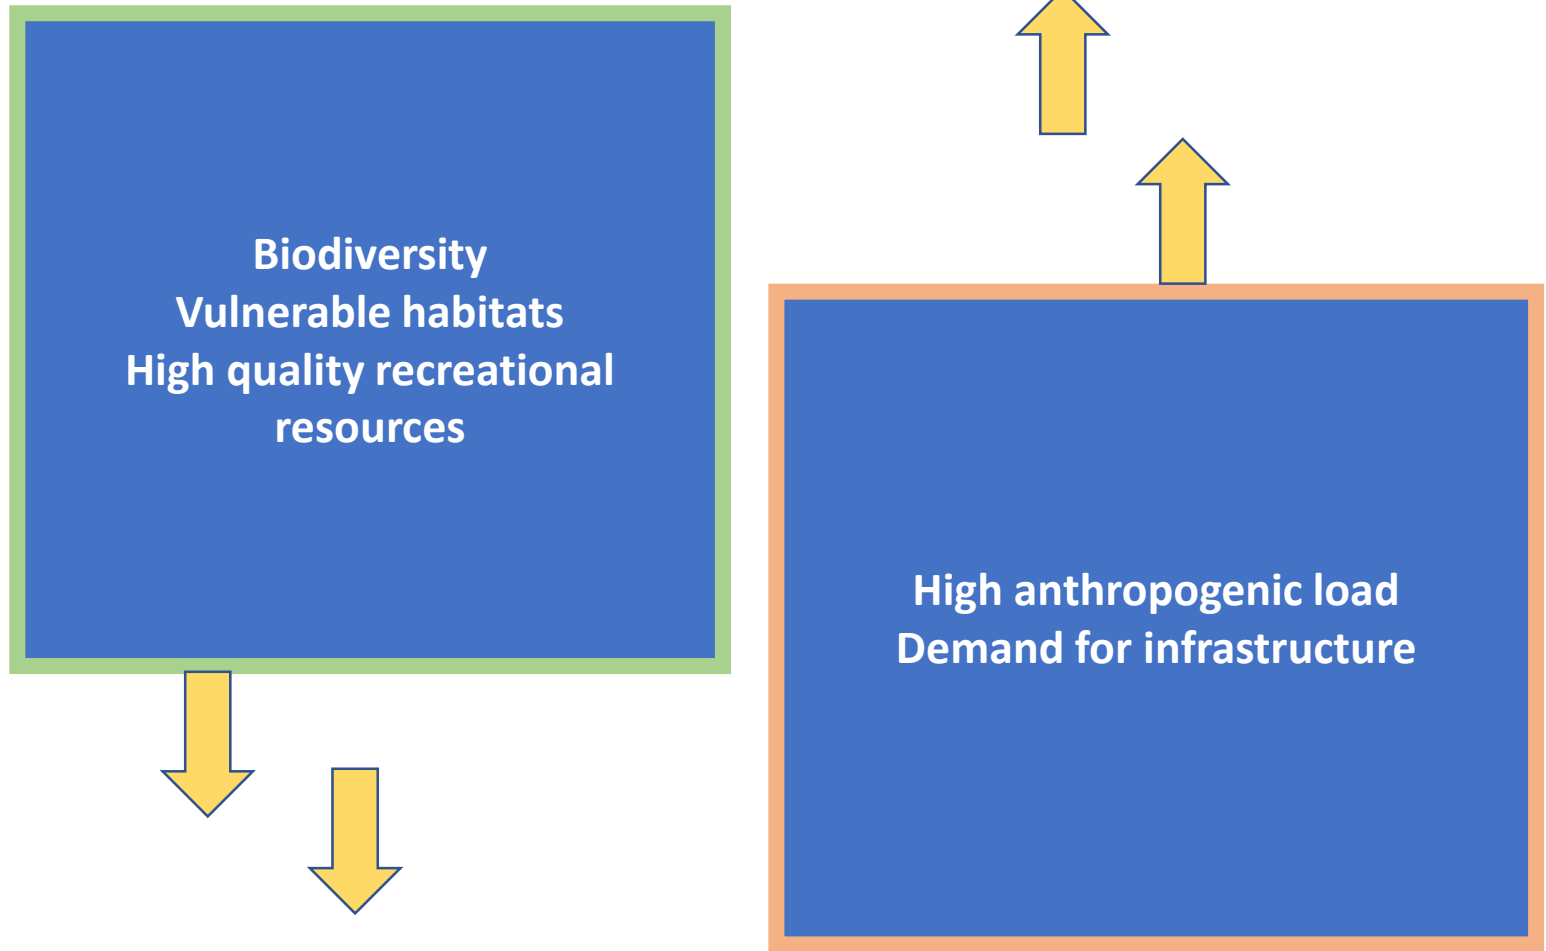 Biodiversity
Vulnerable habitats
High quality recreational
resources
High anthropogenic load
Demand for infrastructure